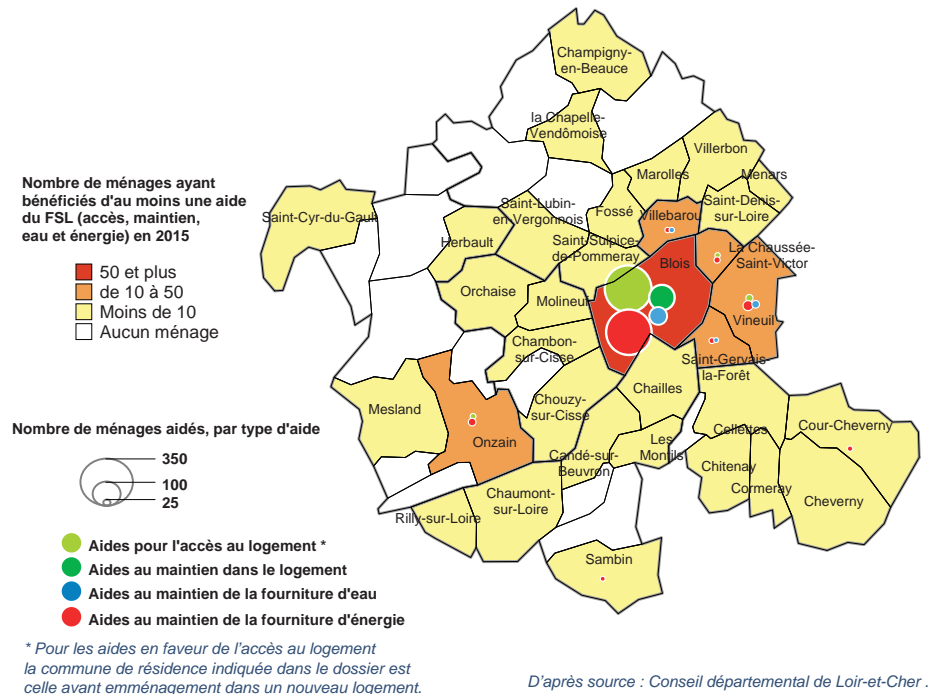 Champigny-
en-Beauce
la Chapelle-
Vendômoise
Villerbon
Marolles
Menars
Nombre de ménages ayant
bénéficiés d'au moins une aide
du FSL (accès, maintien,
eau et énergie) en 2015
50 et plus
de 10 à 50
Moins de 10
Aucun ménage
Saint-Cyr-du-Gault
Saint-Lubin-
en-Vergonnois
Fossé
Villebarou
Saint-Denis-
sur-Loire
Herbault
Saint-Sulpice-
de-Pommeray
Blois
La Chaussée-
Saint-Victor
Orchaise
Molineuf
Vineuil
Chambon-
sur-Cisse
Saint-Gervais-
la-Forêt
Mesland
Chouzy-
sur-Cisse
Chailles
Onzain
Cellettes
Cour-Cheverny
Les
Montils
Candé-sur-
Beuvron
Chitenay
Cormeray
Cheverny
Chaumont-
sur-Loire
Rilly-sur-Loire
Sambin
Nombre de ménages aidés, par type d'aide
350
100
25
Aides pour l'accès au logement *
Aides au maintien dans le logement
Aides au maintien de la fourniture d'eau
Aides au maintien de la fourniture d'énergie
* Pour les aides en faveur de l'accès au logement
la commune de résidence indiquée dans le dossier est
celle avant emménagement dans un nouveau logement.
D'après source : Conseil départemental de Loir-et-Cher .